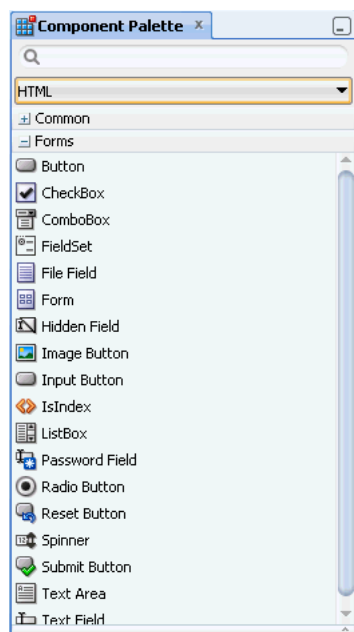 Component Palette
HTML
Common
Forms
Button
CheckBox
ComboBox
FieldSet
File Field
Form
Hidden Field
Image Button
Input Button
IsIndex
ListBox
Password Field
Radio Button
Reset Button
Spinner
Submit Button
Text Area
Text Field